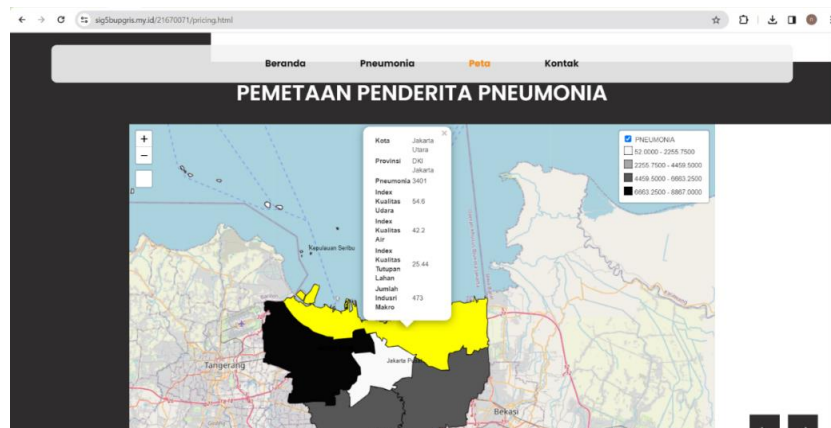 sig5bupgris.my.id/21670071/pricing.html
Beranda Pneumonia Peta Kontak
PEMETAAN PENDERITA PNEUMONIA
+
−
×
Kota Jakarta
Utara
Provinsi DKI
Jakarta
Pneumonia 3401
Index
Kualitas 54.6
Udara
Index
Kualitas 42.2
Air
Index
Kualitas
Tutupan 25.44
Lahan
Jumlah
Indusri 473
Makro
PNEUMONIA
52.0000 - 2255.7500
2255.7500 - 4459.5000
4459.5000 - 6663.2500
6663.2500 - 8867.0000
Kepulauan Seribu
Tangerang
Bekasi